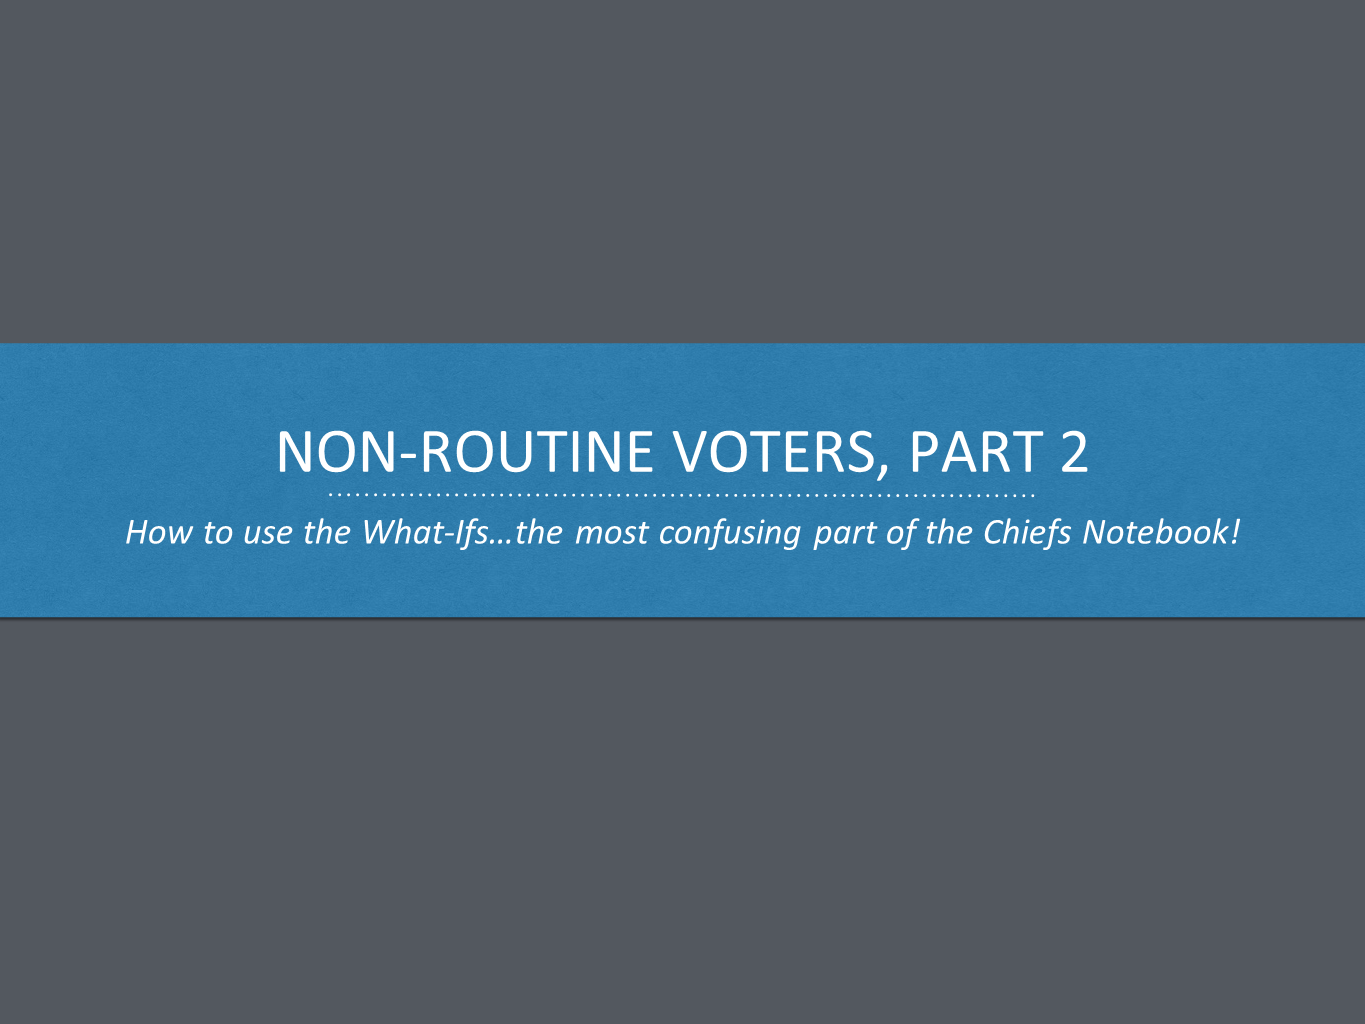 NON-ROUTINE VOTERS, PART 2
How to use the What-Ifs…the most confusing part of the Chiefs Notebook!